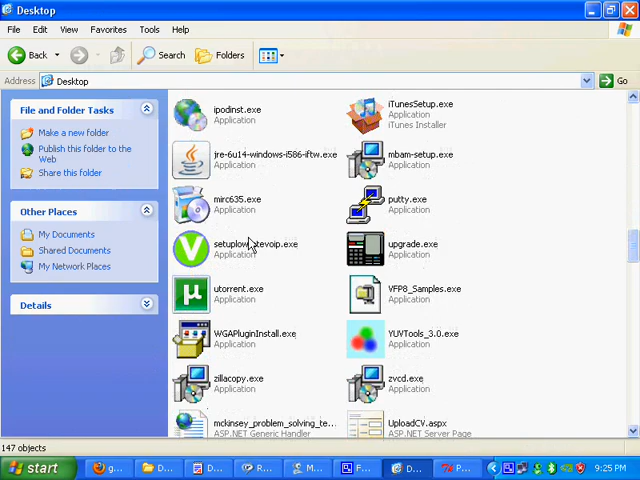 Desktop
File Edit View Favorites Tools Help
Back Search Folders
Address Desktop Go
File and Folder Tasks
Make a new folder
Publish this folder to the
Web
Share this folder
Other Places
My Documents
Shared Documents
My Network Places
Details
ipodinst.exe
Application
iTunesSetup.exe
Application
iTunes Installer
jre-6u14-windows-i586-iftw.exe
Application
mbam-setup.exe
Application
mirc635.exe
Application
putty.exe
Application
Application
upgrade.exe
Application
utorrent.exe
Application
VFP8_Samples.exe
Application
WGAPluginInstall.exe
Application
YUVTools_3.0.exe
Application
zillacopy.exe
Application
zvcd.exe
Application
mckinsey_problem_solving_te...
ASP.NET Generic Handler
UploadCV.aspx
ASP.NET Server Page
147 objects
start g... D... D... R... M... F... D... P... 9:25 PM